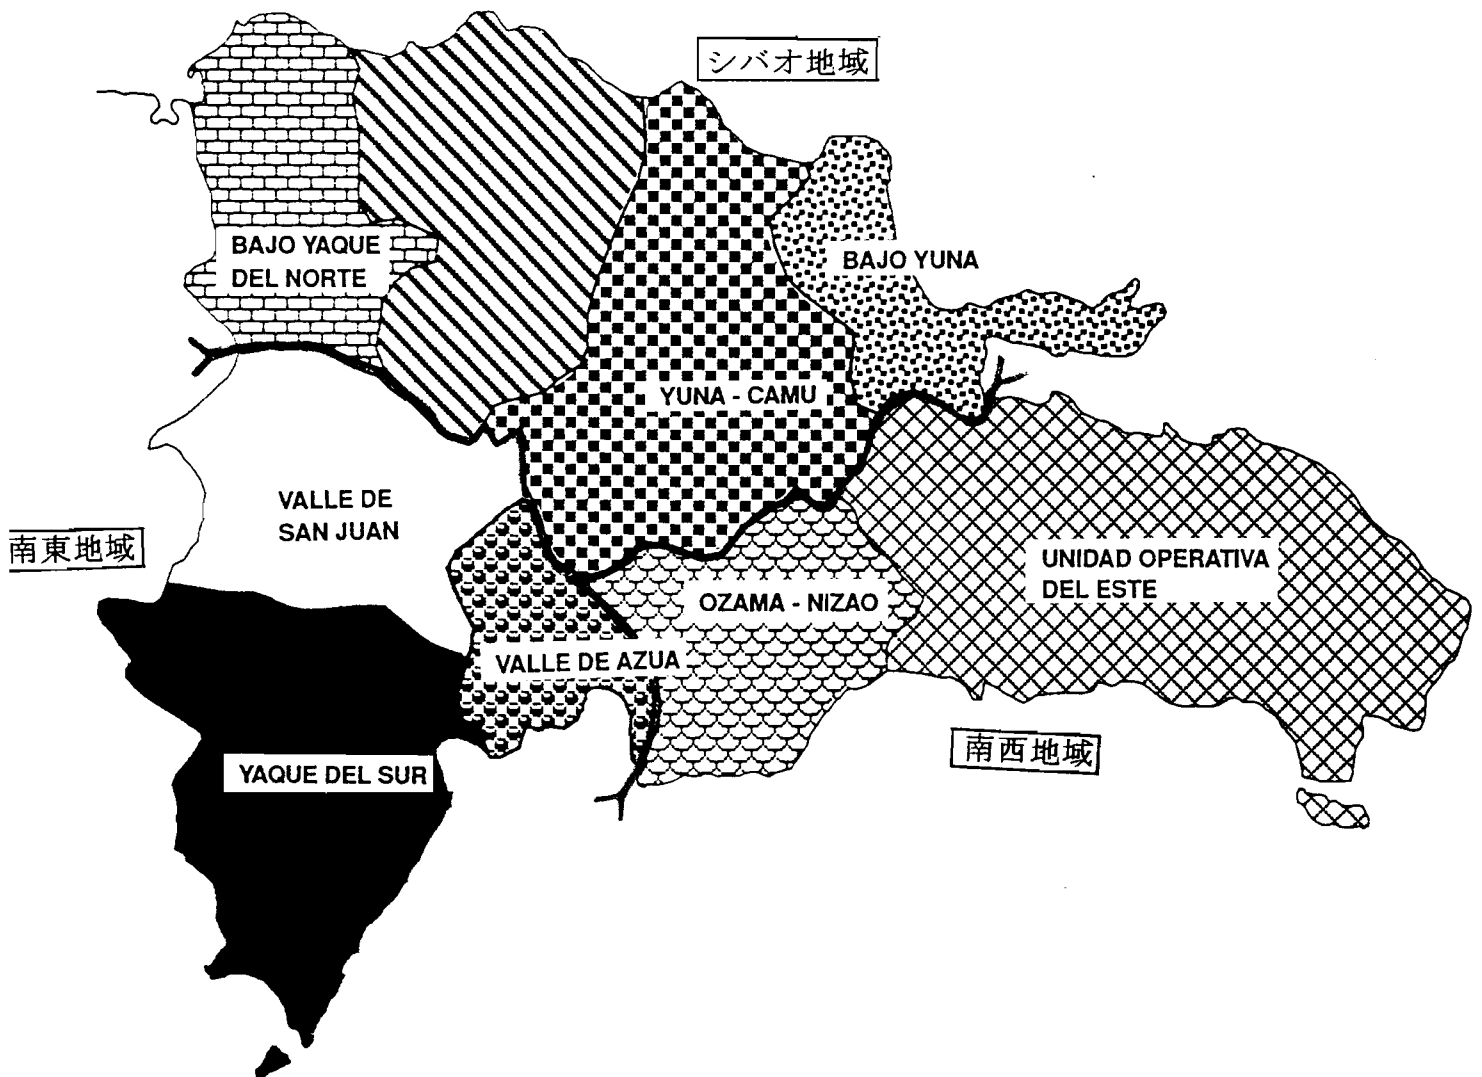 シバオ地域
BAJO YAQUE
DEL NORTE
BAJO YUNA
YUNA - CAMU
VALLE DE
SAN JUAN
南東地域
UNIDAD OPERATIVA
DEL ESTE
OZAMA - NIZAO
VALLE DE AZUA
南西地域
YAQUE DEL SUR